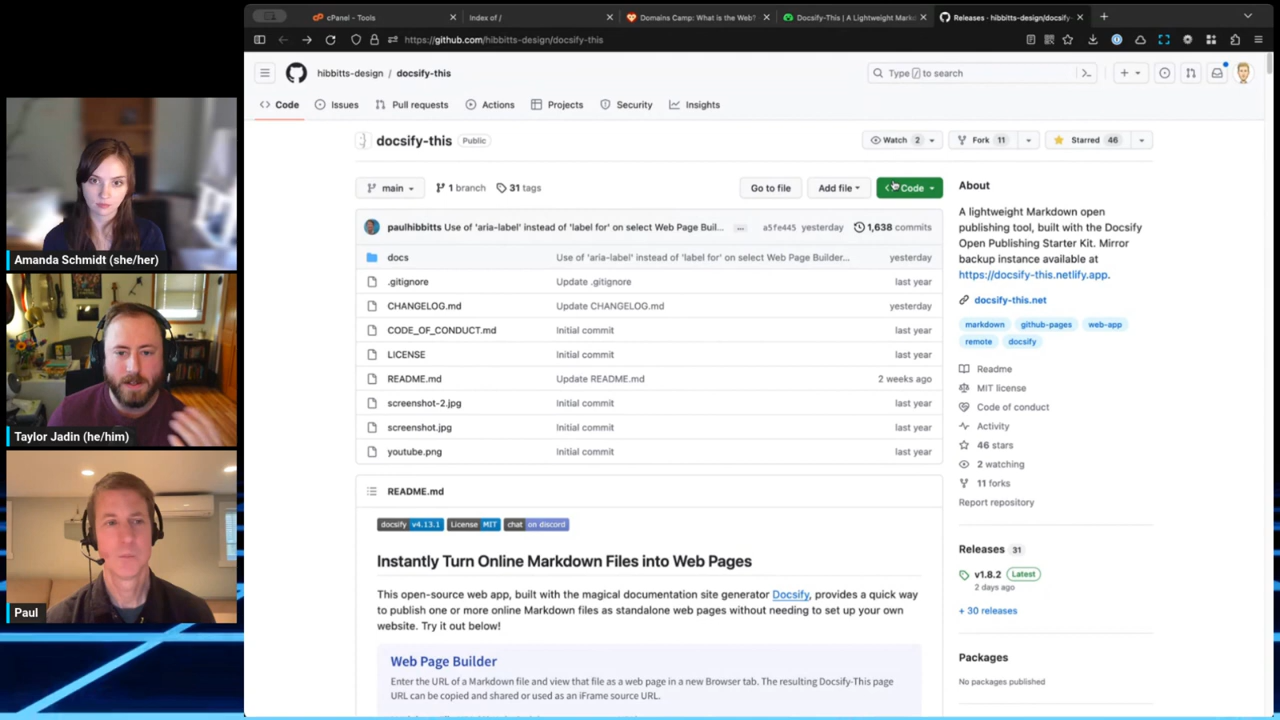 cPanel - Tools
Index of /
Domains Camp: What is the Web?
Docsify-This | A Lightweight Mark
Releases · hibbitts-design/docsify-
https://github.com/hibbitts-design/docsify-this
hibbitts-design / docsify-this
Type / to search
Code
Issues
Pull requests
Actions
Projects
Security
Insights
docsify-this
Public
Watch 2
Fork 11
Starred 46
main
1 branch
31 tags
Go to file
Add file
Code
paulhibbitts Use of 'aria-label' instead of 'label for' on select Web Page Buil... ... a5fe445 yesterday 1,638 commits
docs Use of 'aria-label' instead of 'label for' on select Web Page Builder... yesterday
.gitignore Update .gitignore last year
CHANGELOG.md Update CHANGELOG.md yesterday
CODE_OF_CONDUCT.md Initial commit last year
LICENSE Initial commit last year
README.md Update README.md 2 weeks ago
screenshot-2.jpg Initial commit last year
screenshot.jpg Initial commit last year
youtube.png Initial commit last year
README.md
docsify v4.13.1 License MIT chat on discord
Instantly Turn Online Markdown Files into Web Pages
This open-source web app, built with the magical documentation site generator Docsify, provides a quick way
to publish one or more online Markdown files as standalone web pages without needing to set up your own
website. Try it out below!
Web Page Builder
Enter the URL of a Markdown file and view that file as a web page in a new Browser tab. The resulting Docsify-This page
URL can be copied and shared or used as an iFrame source URL.
About
A lightweight Markdown open
publishing tool, built with the Docsify
Open Publishing Starter Kit. Mirror
backup instance available at
https://docsify-this.netlify.app.
docsify-this.net
markdown github-pages web-app
remote docsify
Readme
MIT license
Code of conduct
Activity
46 stars
2 watching
11 forks
Report repository
Releases 31
v1.8.2 Latest
2 days ago
+ 30 releases
Packages
No packages published
Amanda Schmidt (she/her)
Taylor Jadin (he/him)
Paul